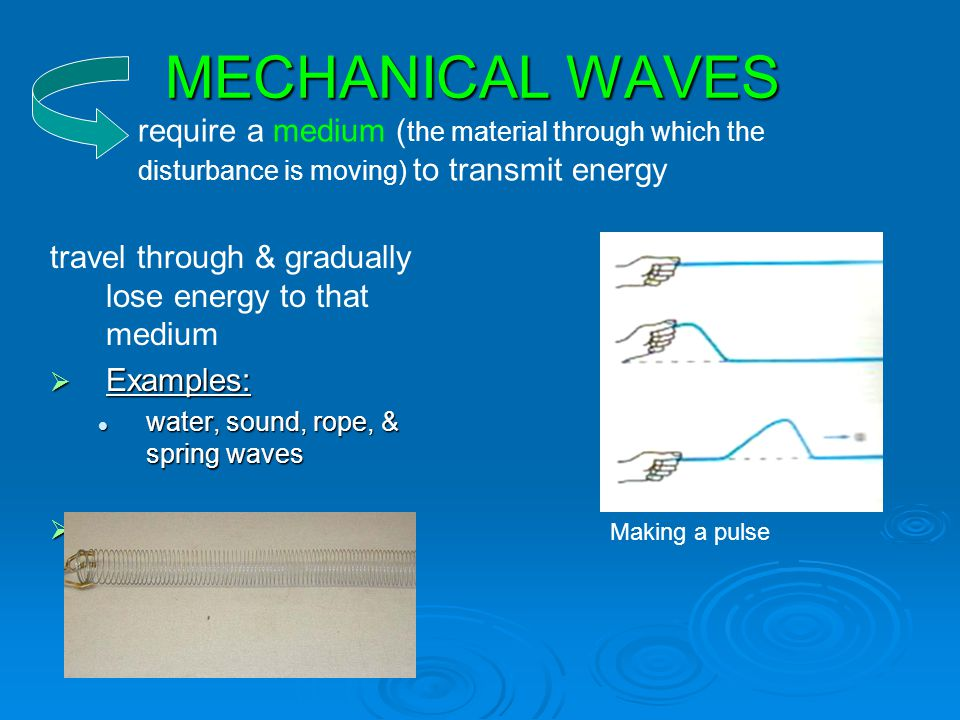 MECHANICAL WAVES
require a medium (the material through which the
disturbance is moving) to transmit energy
travel through & gradually
lose energy to that
medium
Examples:
water, sound, rope, &
spring waves
Making a pulse